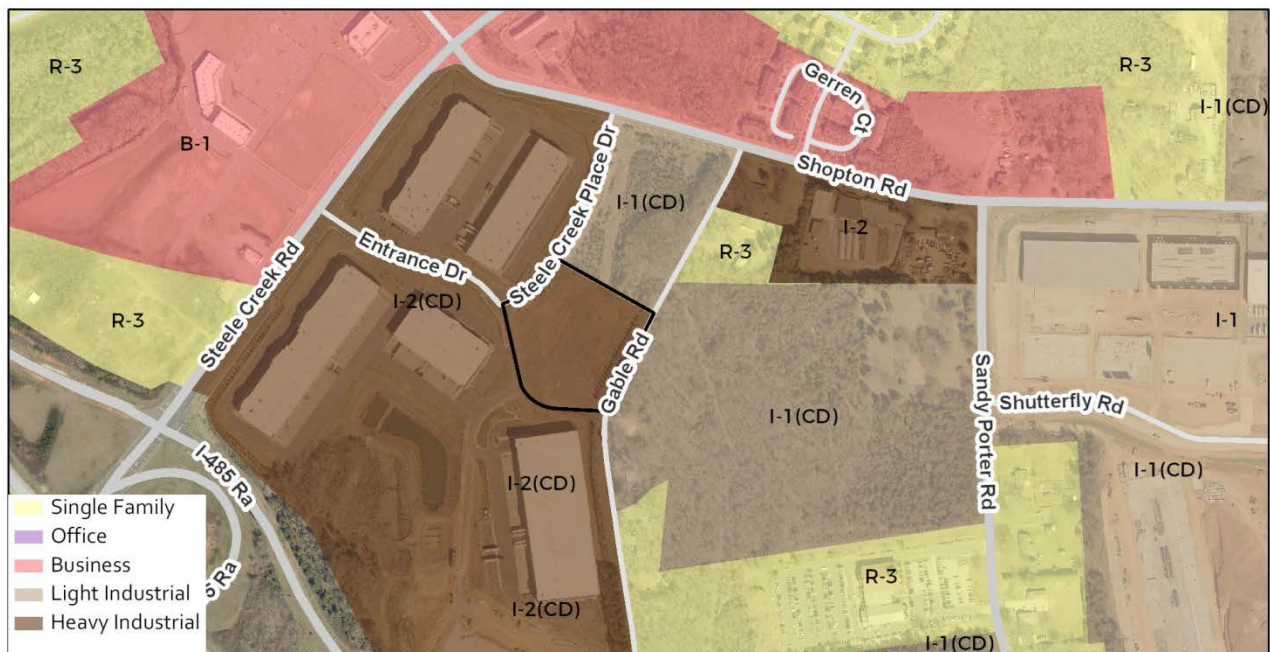 R-3
R-3
I-1(CD)
B-1
Gerren Ct
Shopton Rd
Steele Creek Place Dr
I-1(CD)
I-2
R-3
Entrance Dr
Steele Creek Rd
I-2(CD)
R-3
I-1
Gable Rd
Sandy Porter Rd
Shutterfly Rd
I-1(CD)
I-485 Ra
I-2(CD)
I-1(CD)
R-3
I-2(CD)
I-1(CD)
Ra
Single Family
Office
Business
Light Industrial
Heavy Industrial